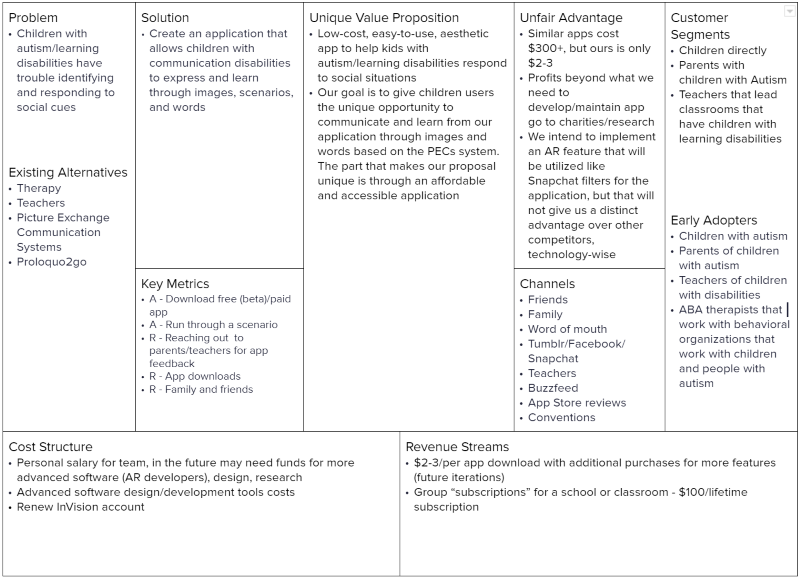 Problem
• Children with
autism/learning
disabilities have
trouble identifying
and responding to
social cues
Existing Alternatives
• Therapy
• Teachers
• Picture Exchange
Communication
Systems
• Proloquo2go
Solution
• Create an application that
allows children with
communication disabilities
to express and learn
through images, scenarios,
and words
Key Metrics
• A - Download free (beta)/paid
app
• A - Run through a scenario
• R - Reaching out to
parents/teachers for app
feedback
• R - App downloads
• R - Family and friends
Unique Value Proposition
• Low-cost, easy-to-use, aesthetic
app to help kids with
autism/learning disabilities respond
to social situations
• Our goal is to give children users
the unique opportunity to
communicate and learn from our
application through images and
words based on the PECs system.
The part that makes our proposal
unique is through an affordable
and accessible application
Unfair Advantage
• Similar apps cost
$300+, but ours is only
$2-3
• Profits beyond what we
need to
develop/maintain app
go to charities/research
• We intend to implement
an AR feature that will
be utilized like
Snapchat filters for the
application, but that will
not give us a distinct
advantage over other
competitors,
technology-wise
Channels
• Friends
• Family
• Word of mouth
• Tumblr/Facebook/
Snapchat
• Teachers
• Buzzfeed
• App Store reviews
• Conventions
Customer
Segments
• Children directly
• Parents with
children with Autism
• Teachers that lead
classrooms that
have children with
learning disabilities
Early Adopters
• Children with autism
• Parents of children
with autism
• Teachers of children
with disabilities
• ABA therapists that
work with behavioral
organizations that
work with children
and people with
autism
Cost Structure
• Personal salary for team, in the future may need funds for more
advanced software (AR developers), design, research
• Advanced software design/development tools costs
• Renew InVision account
Revenue Streams
• $2-3/per app download with additional purchases for more features
(future iterations)
• Group “subscriptions” for a school or classroom - $100/lifetime
subscription